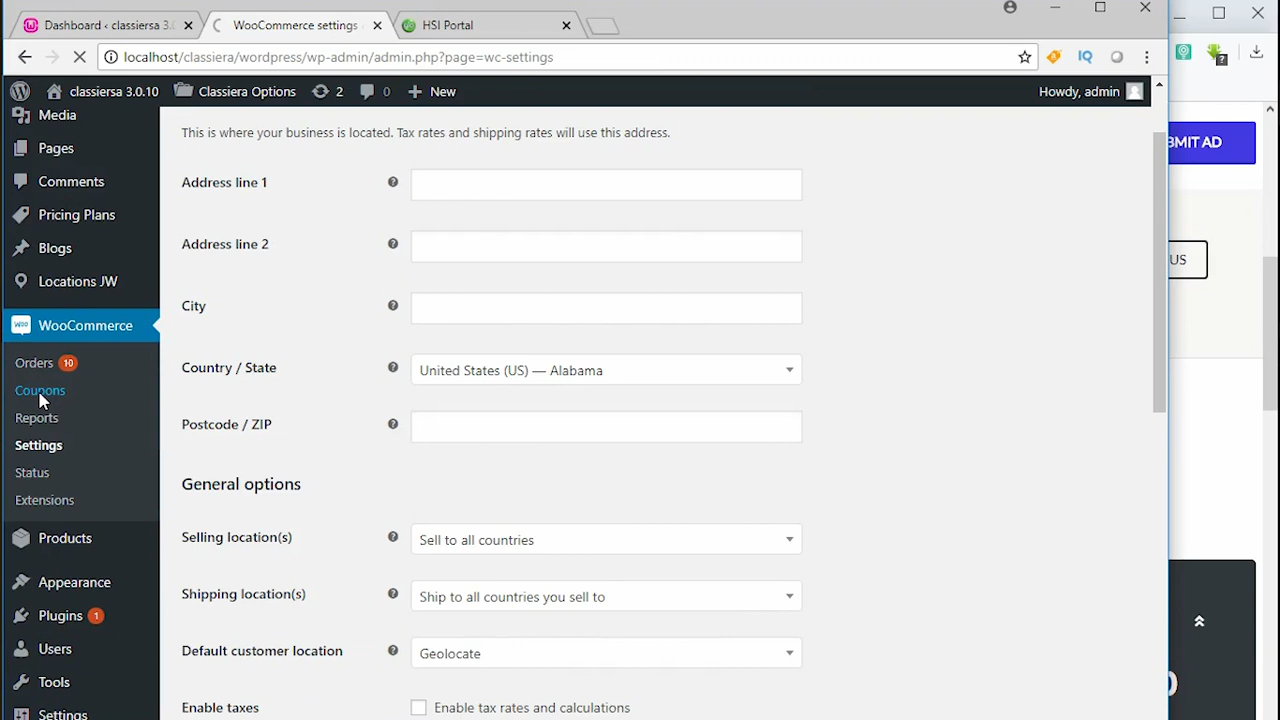 Dashboard ‹ classiersa 3.0.
WooCommerce settings
HSI Portal
localhost/classiera/wordpress/wp-admin/admin.php?page=wc-settings
IQ
?
classiersa 3.0.10
Classiera Options
2
0
New
Howdy, admin
Media
Pages
Comments
Pricing Plans
Blogs
Locations JW
WooCommerce
Orders 10
Coupons
Reports
Settings
Status
Extensions
Products
Appearance
Plugins 1
Users
Tools
Settings
This is where your business is located. Tax rates and shipping rates will use this address.
Address line 1
Address line 2
City
Country / State
United States (US) — Alabama
Postcode / ZIP
General options
Selling location(s)
Sell to all countries
Shipping location(s)
Ship to all countries you sell to
Default customer location
Geolocate
Enable taxes
Enable tax rates and calculations
BMIT AD
US